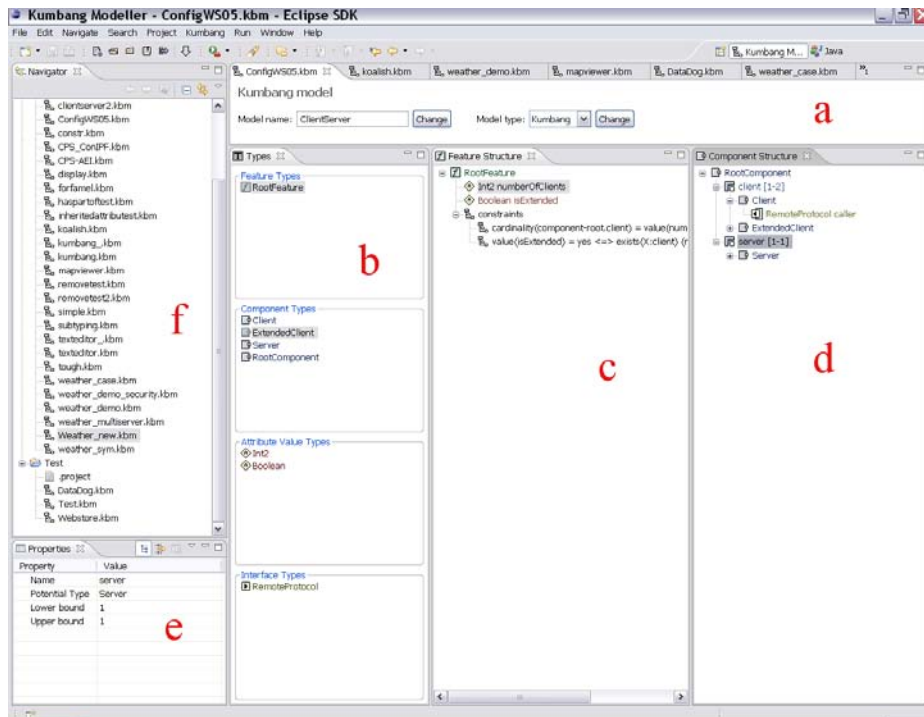 Kumbang Modeller - ConfigWS05.kbm - Eclipse SDK
File Edit Navigate Search Project Kumbang Run Window Help
Kumbang M... Java
Navigator
clientserver2.kbm
ConfigWS05.kbm
constr.kbm
CPS_ConIPF.kbm
CPS-AEI.kbm
display.kbm
forfamel.kbm
haspartoftest.kbm
inheritedattributetest.kbm
koalish.kbm
kumbang_.kbm
kumbang.kbm
mapviewer.kbm
removetest.kbm
removetest2.kbm
simple.kbm
subtyping.kbm
texteditor_.kbm
texteditor.kbm
tough.kbm
weather_case.kbm
weather_demo_security.kbm
weather_demo.kbm
weather_multiserver.kbm
Weather_new.kbm
weather_sym.kbm
Test
.project
DataDog.kbm
Test.kbm
Webstore.kbm
f
Properties
Property Value
Name server
Potential Type Server
Lower bound 1
Upper bound 1
e
ConfigWS05.kbm koalish.kbm weather_demo.kbm mapviewer.kbm DataDog.kbm weather_case.kbm »1
Kumbang model
Model name: ClientServer Change Model type: Kumbang Change
a
Types
Feature Types
RootFeature
b
Component Types
Client
ExtendedClient
Server
RootComponent
Attribute Value Types
Int2
Boolean
Interface Types
RemoteProtocol
Feature Structure
RootFeature
Int2 numberOfClients
Boolean isExtended
constraints
cardinality(component-root.client) = value(num
value(isExtended) = yes <=> exists(X:client) (r
c
Component Structure
RootComponent
client [1-2]
Client
RemoteProtocol caller
ExtendedClient
server [1-1]
Server
d